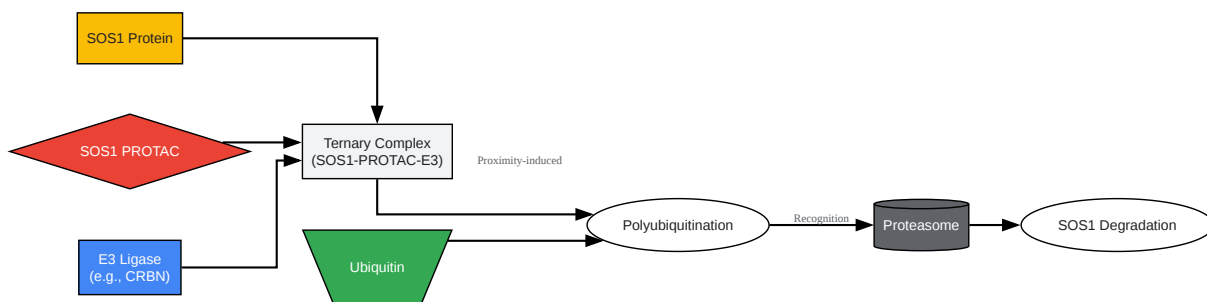 SOS1 Protein
SOS1 PROTAC
E3 Ligase
(e.g., CRBN)
Ternary Complex
(SOS1-PROTAC-E3)
Ubiquitin
Proximity-induced
Polyubiquitination
Recognition
Proteasome
SOS1 Degradation